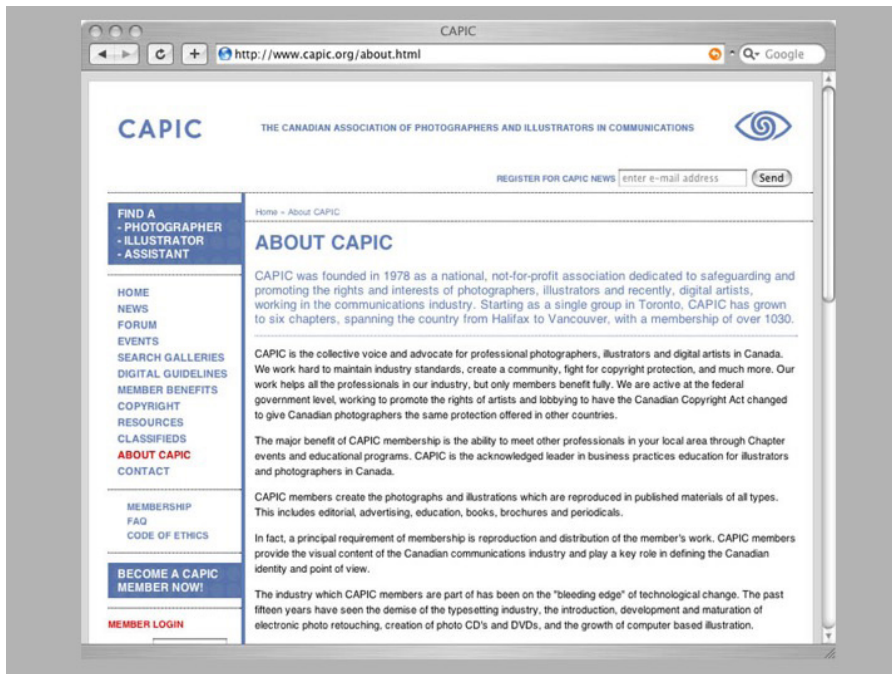 CAPIC
http://www.capic.org/about.html
Google
CAPIC
THE CANADIAN ASSOCIATION OF PHOTOGRAPHERS AND ILLUSTRATORS IN COMMUNICATIONS
REGISTER FOR CAPIC NEWS enter e-mail address Send
FIND A
- PHOTOGRAPHER
- ILLUSTRATOR
- ASSISTANT
HOME
NEWS
FORUM
EVENTS
SEARCH GALLERIES
DIGITAL GUIDELINES
MEMBER BENEFITS
COPYRIGHT
RESOURCES
CLASSIFIEDS
ABOUT CAPIC
CONTACT
MEMBERSHIP
FAQ
CODE OF ETHICS
BECOME A CAPIC
MEMBER NOW!
MEMBER LOGIN
Home » About CAPIC
ABOUT CAPIC
CAPIC was founded in 1978 as a national, not-for-profit association dedicated to safeguarding and
promoting the rights and interests of photographers, illustrators and recently, digital artists,
working in the communications industry. Starting as a single group in Toronto, CAPIC has grown
to six chapters, spanning the country from Halifax to Vancouver, with a membership of over 1030.
CAPIC is the collective voice and advocate for professional photographers, illustrators and digital artists in Canada.
We work hard to maintain industry standards, create a community, fight for copyright protection, and much more. Our
work helps all the professionals in our industry, but only members benefit fully. We are active at the federal
government level, working to promote the rights of artists and lobbying to have the Canadian Copyright Act changed
to give Canadian photographers the same protection offered in other countries.
The major benefit of CAPIC membership is the ability to meet other professionals in your local area through Chapter
events and educational programs. CAPIC is the acknowledged leader in business practices education for illustrators
and photographers in Canada.
CAPIC members create the photographs and illustrations which are reproduced in published materials of all types.
This includes editorial, advertising, education, books, brochures and periodicals.
In fact, a principal requirement of membership is reproduction and distribution of the member's work. CAPIC members
provide the visual content of the Canadian communications industry and play a key role in defining the Canadian
identity and point of view.
The industry which CAPIC members are part of has been on the "bleeding edge" of technological change. The past
fifteen years have seen the demise of the typesetting industry, the introduction, development and maturation of
electronic photo retouching, creation of photo CD's and DVDs, and the growth of computer based illustration.